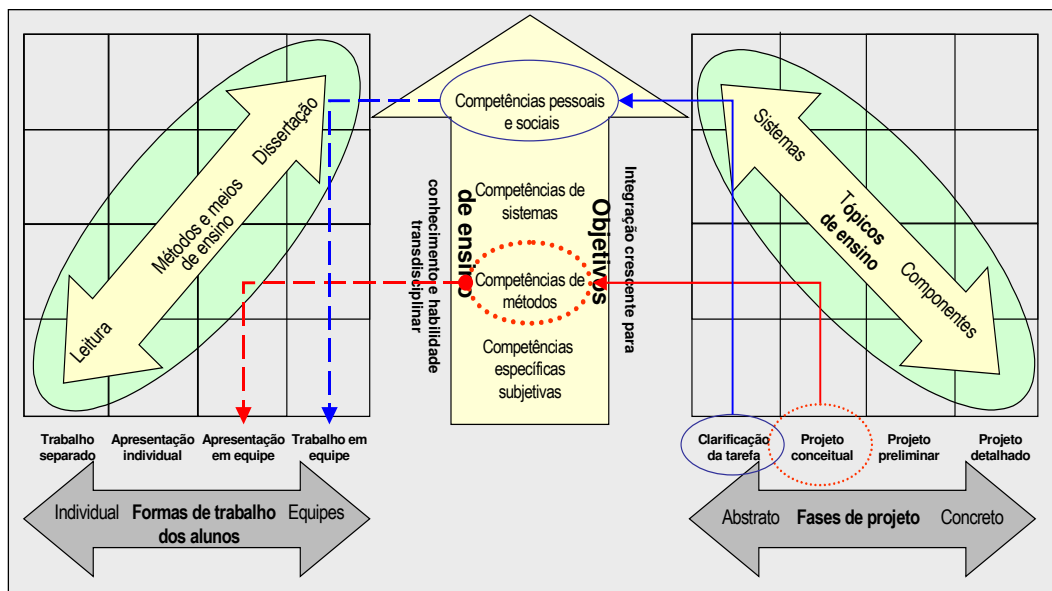 Dissertação
Métodos e meios
de ensino
Leitura
Trabalho
separado
Apresentação
individual
Apresentação
em equipe
Trabalho em
equipe
Individual
Formas de trabalho
dos alunos
Equipes
Competências pessoais
e sociais
Competências de
sistemas
Competências de
métodos
Competências
específicas
subjetivas
Objetivos
de ensino
Integração crescente para
conhecimento e habilidade
transdisciplinar
Sistemas
Tópicos
de ensino
Componentes
Clarificação
da tarefa
Projeto
conceitual
Projeto
preliminar
Projeto
detalhado
Abstrato
Fases de projeto
Concreto